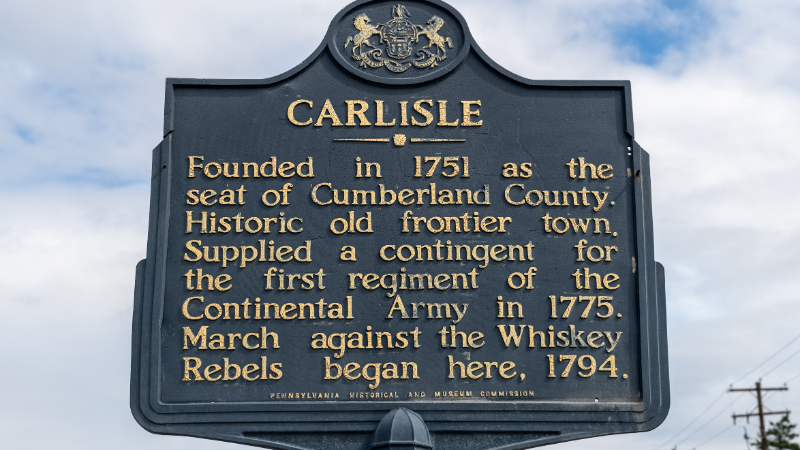 CARLISLE
Founded in 1751 as the
seat of Cumberland County.
Historic old frontier town.
Supplied a contingent for
the first regiment of the
Continental Army in 1775.
March against the Whiskey
Rebels began here, 1794.
PENNSYLVANIA HISTORICAL AND MUSEUM COMMISSION